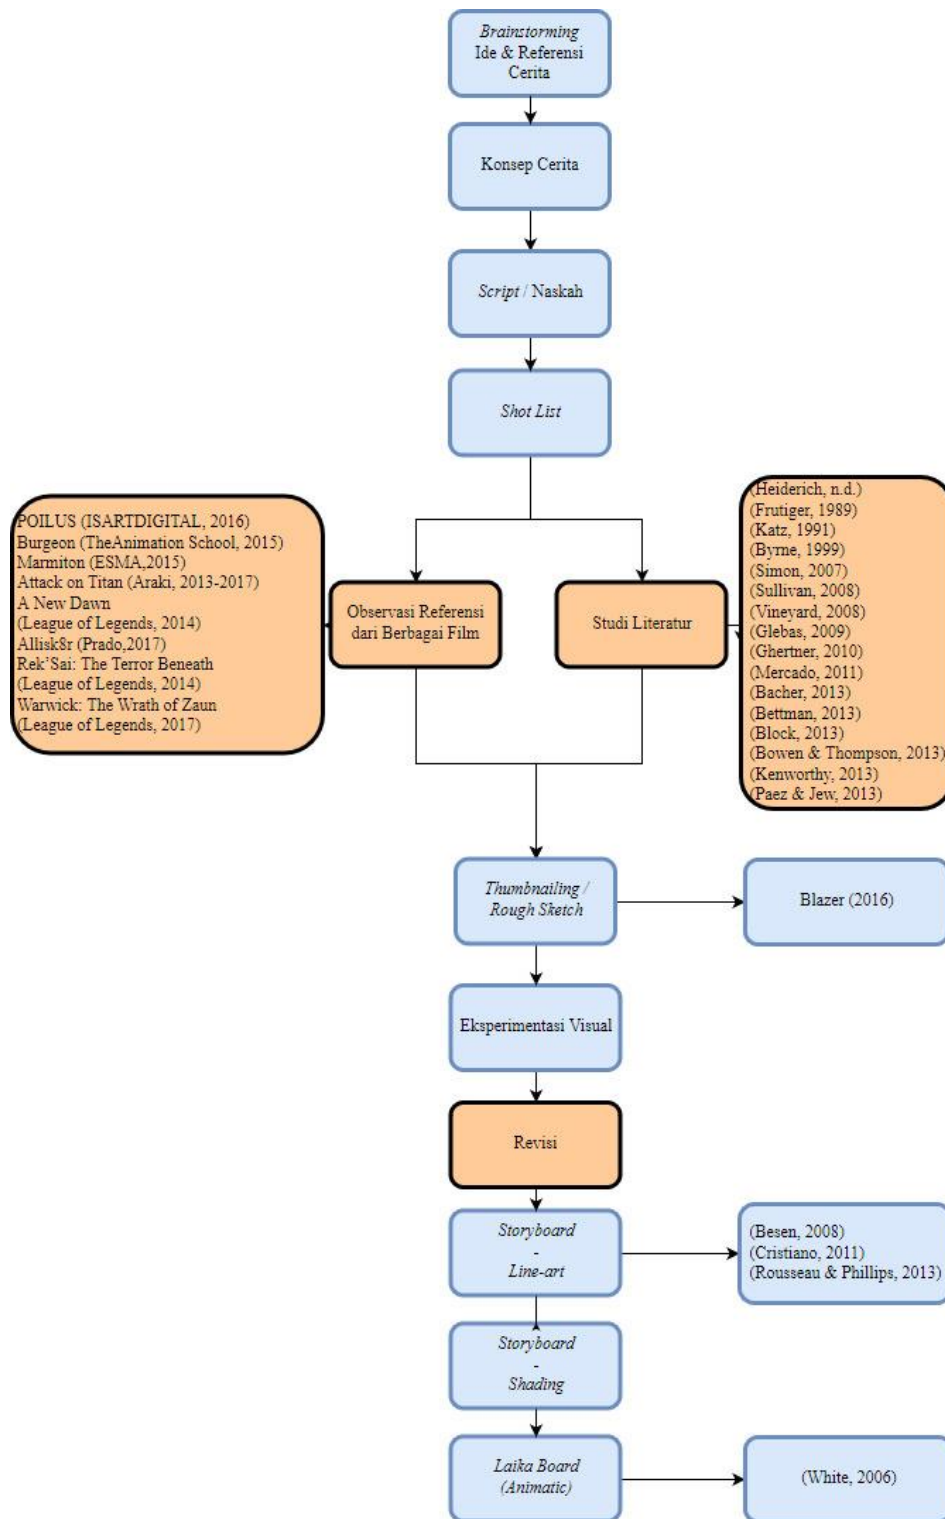 Brainstorming
Ide & Referensi
Cerita
Konsep Cerita
Script / Naskah
Shot List
POILUS (ISARTDIGITAL, 2016)
Burgeon (TheAnimation School, 2015)
Marmiton (ESMA,2015)
Attack on Titan (Araki, 2013-2017)
A New Dawn
(League of Legends, 2014)
Allisk8r (Prado,2017)
Rek'Sai: The Terror Beneath
(League of Legends, 2014)
Warwick: The Wrath of Zaun
(League of Legends, 2017)
Observasi Referensi
dari Berbagai Film
Studi Literatur
(Heiderich, n.d.)
(Frutiger, 1989)
(Katz, 1991)
(Byrne, 1999)
(Simon, 2007)
(Sullivan, 2008)
(Vineyard, 2008)
(Glebas, 2009)
(Ghertner, 2010)
(Mercado, 2011)
(Bacher, 2013)
(Bettman, 2013)
(Block, 2013)
(Bowen & Thompson, 2013)
(Kenworthy, 2013)
(Paez & Jew, 2013)
Thumbnailing /
Rough Sketch
Blazer (2016)
Eksperimentasi Visual
Revisi
Storyboard
-
Line-art
(Besen, 2008)
(Cristiano, 2011)
(Rousseau & Phillips, 2013)
Storyboard
-
Shading
Laika Board
(Animatic)
(White, 2006)